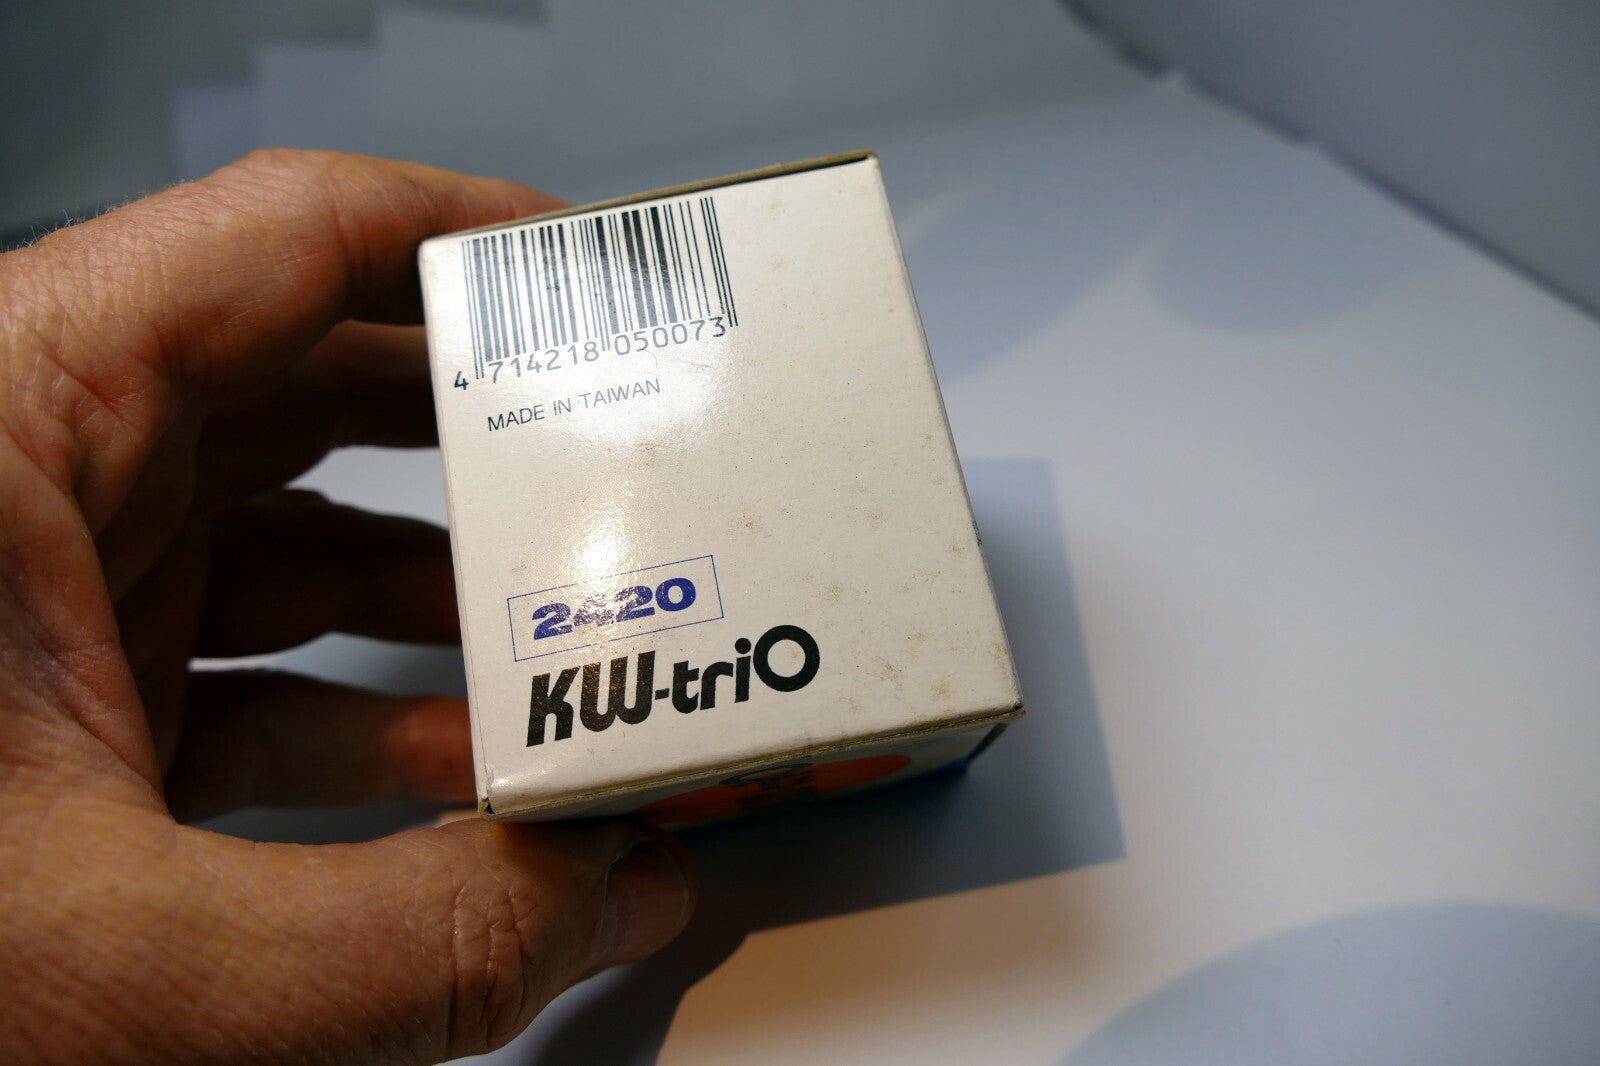 4 714218 050073
MADE IN TAIWAN
2420
KW-triO